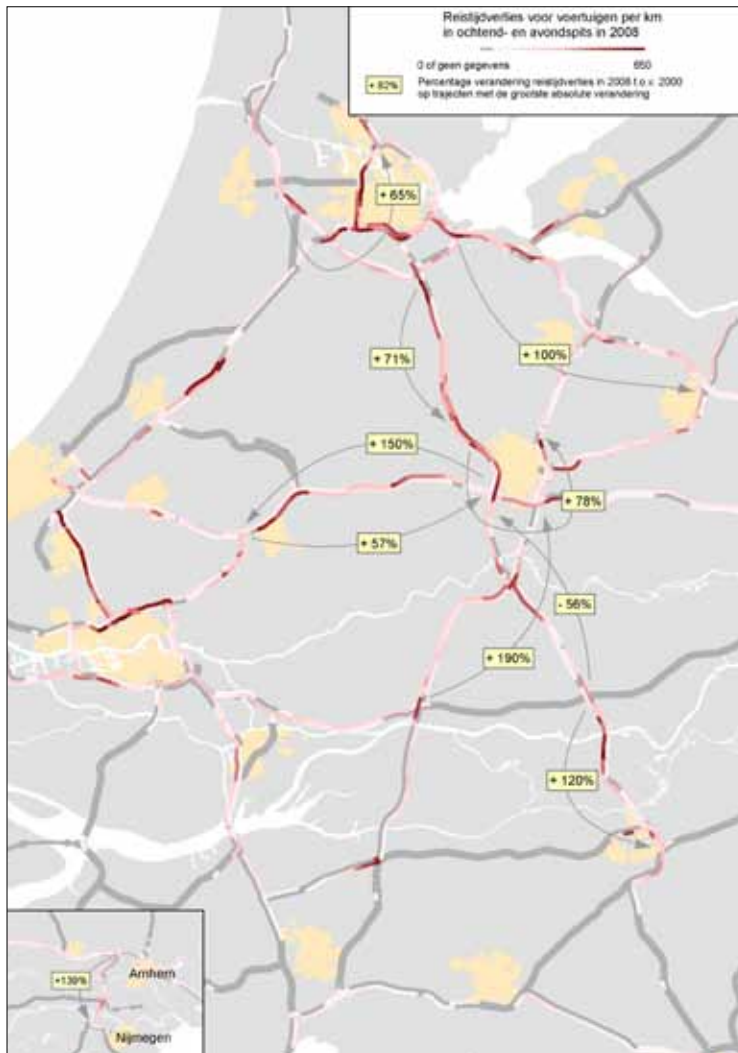 Reistijdverties voor voertuigen per km
in ochtend- en avondspits in 2008
0 of geen gegevens 650
+ 82% Percentage verandering reistijdverties in 2008 t.o.v. 2000
op trajecten met de grootste absolute verandering
+ 65%
+ 71%
+ 100%
+ 150%
+ 78%
+ 57%
- 56%
+ 190%
+ 120%
+139%
Arnhem
Nijmegen